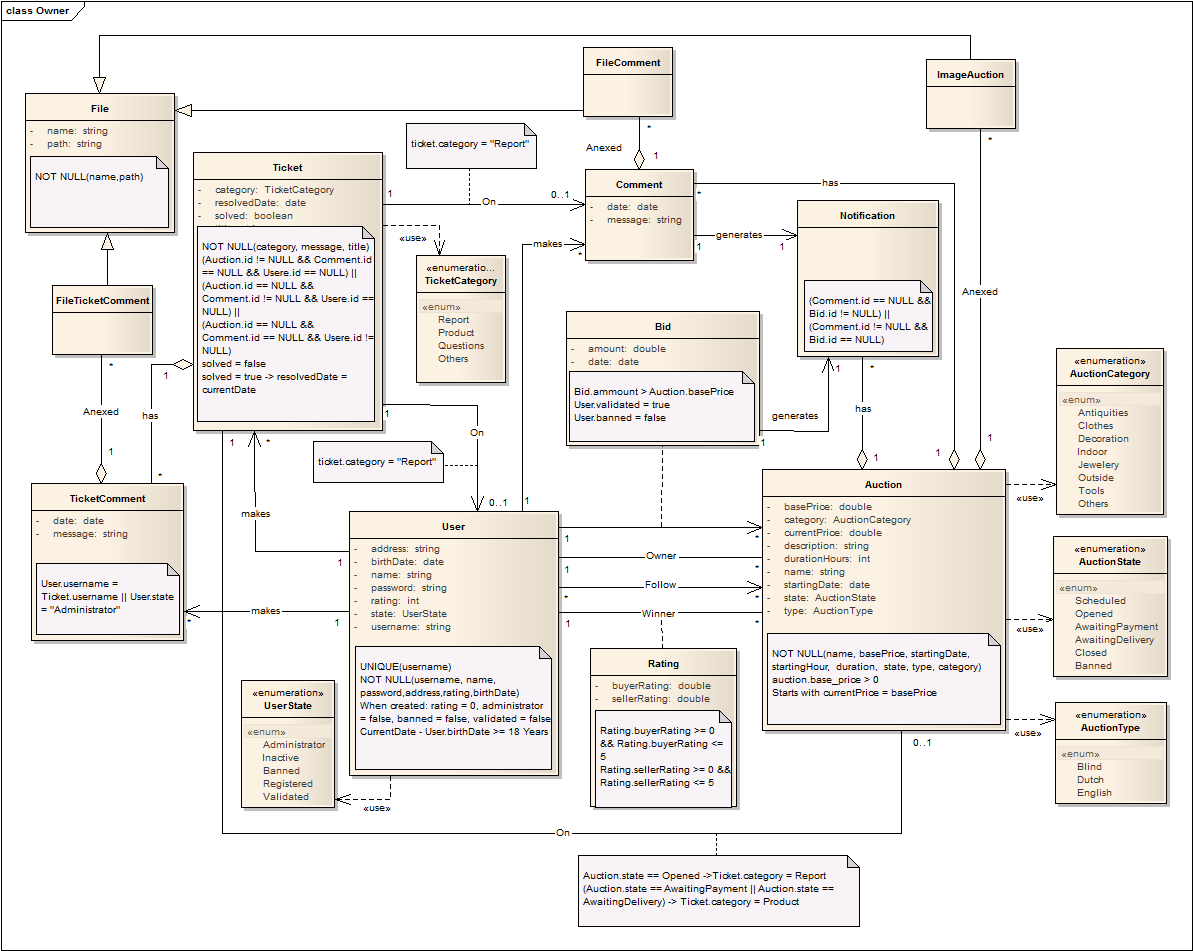 class Owner
FileComment
ImageAuction
File
- name: string
- path: string
NOT NULL(name,path)
ticket.category = "Report"
Anexed
*
1
*
Ticket
- category: TicketCategory
- resolvedDate: date
- solved: boolean
NOT NULL(category, message, title)
(Auction.id != NULL && Comment.id
== NULL && Usere.id == NULL) ||
(Auction.id == NULL &&
Comment.id != NULL && Usere.id ==
NULL) ||
(Auction.id == NULL &&
Comment.id == NULL && Usere.id !=
NULL)
solved = false
solved = true -> resolvedDate =
currentDate
1
On
0..1
Comment
- date: date
- message: string
*
has
Notification
(Comment.id == NULL &&
Bid.id != NULL) ||
(Comment.id != NULL &&
Bid.id == NULL)
1
generates
1
makes
*
«use»
«enumeratio...
TicketCategory
«enum»
Report
Product
Questions
Others
FileTicketComment
*
Anexed
1
1
has
*
Bid
- amount: double
- date: date
Bid.ammount > Auction.basePrice
User.validated = true
User.banned = false
generates
1
1
*
has
1
1
Anexed
1
«enumeration»
AuctionCategory
«enum»
Antiquities
Clothes
Decoration
Indoor
Jewelery
Outside
Tools
Others
«use»
1
On
0..1
ticket.category = "Report"
1
*
makes
1
1
TicketComment
- date: date
- message: string
User.username =
Ticket.username || User.state
= "Administrator"
makes
*
1
User
- address: string
- birthDate: date
- name: string
- password: string
- rating: int
- state: UserState
- username: string
UNIQUE(username)
NOT NULL(username, name,
password,address,rating,birthDate)
When created: rating = 0, administrator
= false, banned = false, validated = false
CurrentDate - User.birthDate >= 18 Years
1
*
Owner
1
*
Follow
*
*
Winner
1
*
Auction
- basePrice: double
- category: AuctionCategory
- currentPrice: double
- description: string
- durationHours: int
- name: string
- startingDate: date
- state: AuctionState
- type: AuctionType
NOT NULL(name, basePrice, startingDate,
startingHour, duration, state, type, category)
auction.base_price > 0
Starts with currentPrice = basePrice
«enumeration»
AuctionState
«enum»
Scheduled
Opened
AwaitingPayment
AwaitingDelivery
Closed
Banned
«use»
«enumeration»
AuctionType
«enum»
Blind
Dutch
English
«use»
Rating
- buyerRating: double
- sellerRating: double
Rating.buyerRating >= 0
&& Rating.buyerRating <=
5
Rating.sellerRating >= 0 &&
Rating.sellerRating <= 5
«enumeration»
UserState
«enum»
Administrator
Inactive
Banned
Registered
Validated
«use»
0..1
On
Auction.state == Opened ->Ticket.category = Report
(Auction.state == AwaitingPayment || Auction.state ==
AwaitingDelivery) -> Ticket.category = Product